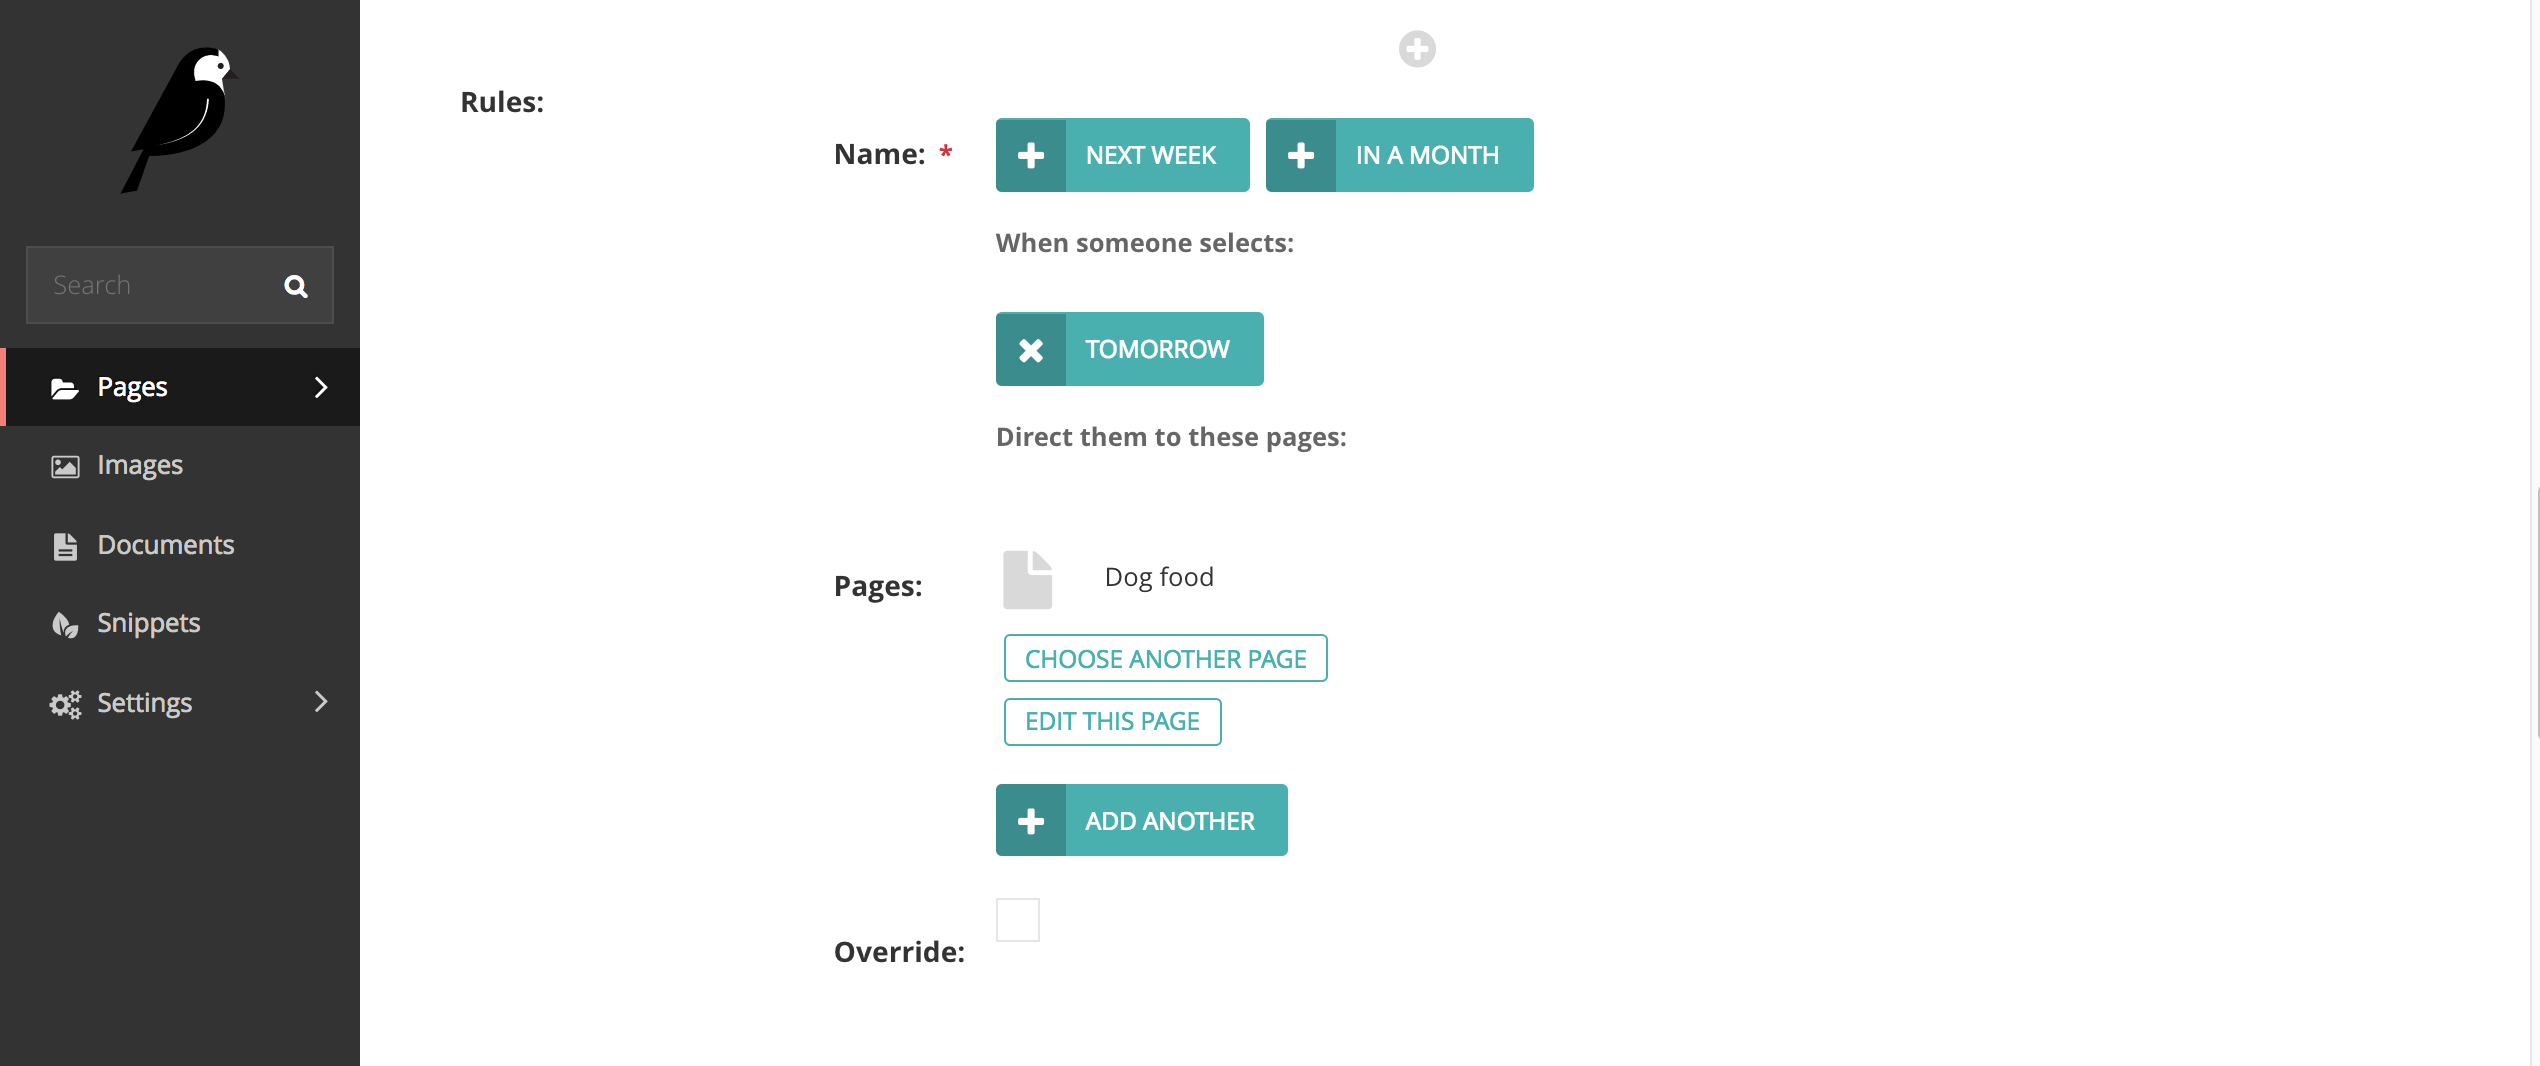 Search
Pages
Images
Documents
Snippets
Settings
Rules:
Name: *
NEXT WEEK
IN A MONTH
When someone selects:
TOMORROW
Direct them to these pages:
Pages:
Dog food
CHOOSE ANOTHER PAGE
EDIT THIS PAGE
ADD ANOTHER
Override: